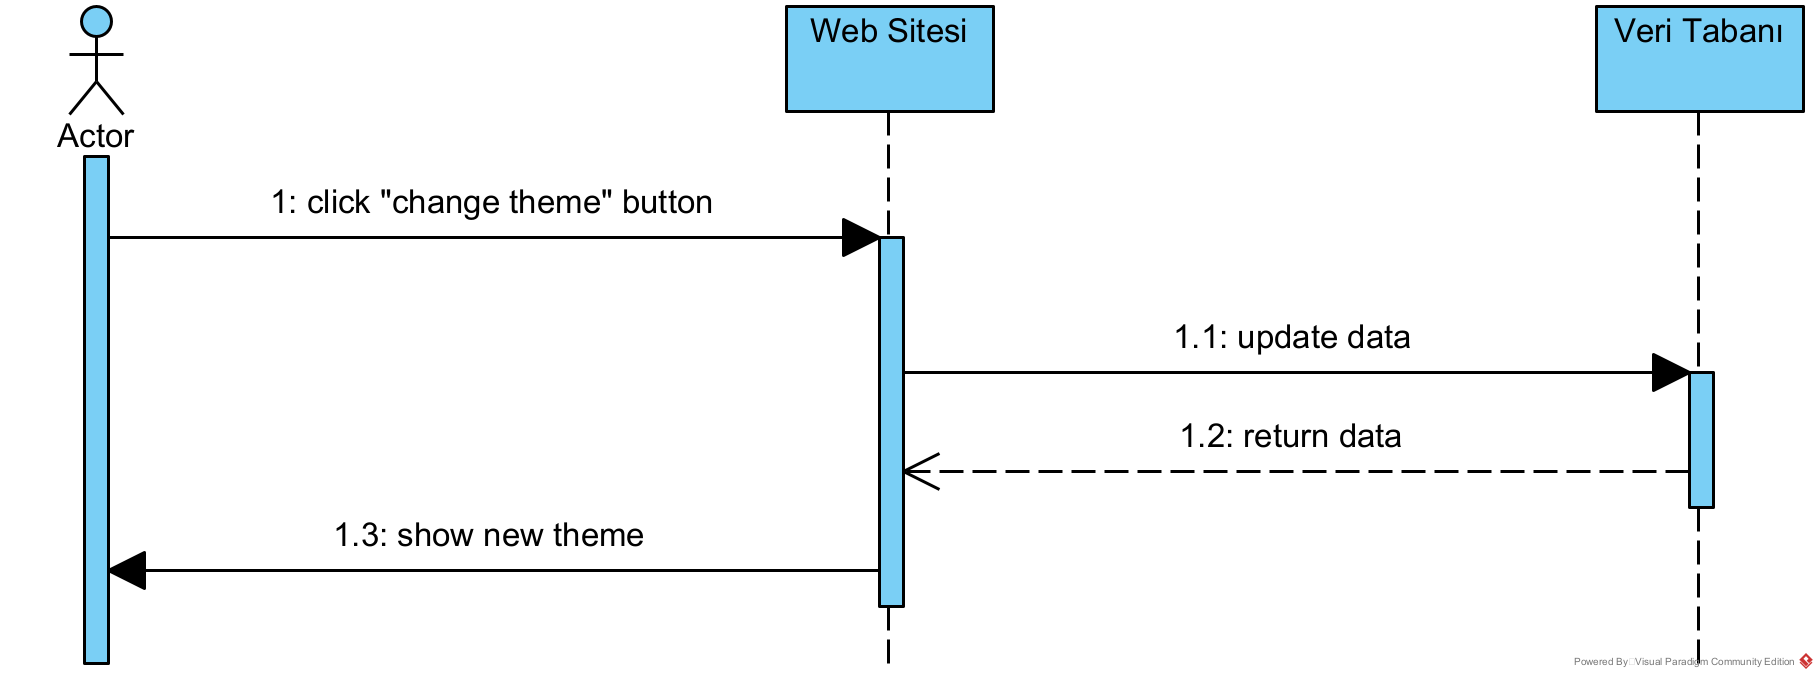 Web Sitesi
Veri Tabanı
Actor
1: click "change theme" button
1.1: update data
1.2: return data
1.3: show new theme
Powered By Visual Paradigm Community Edition